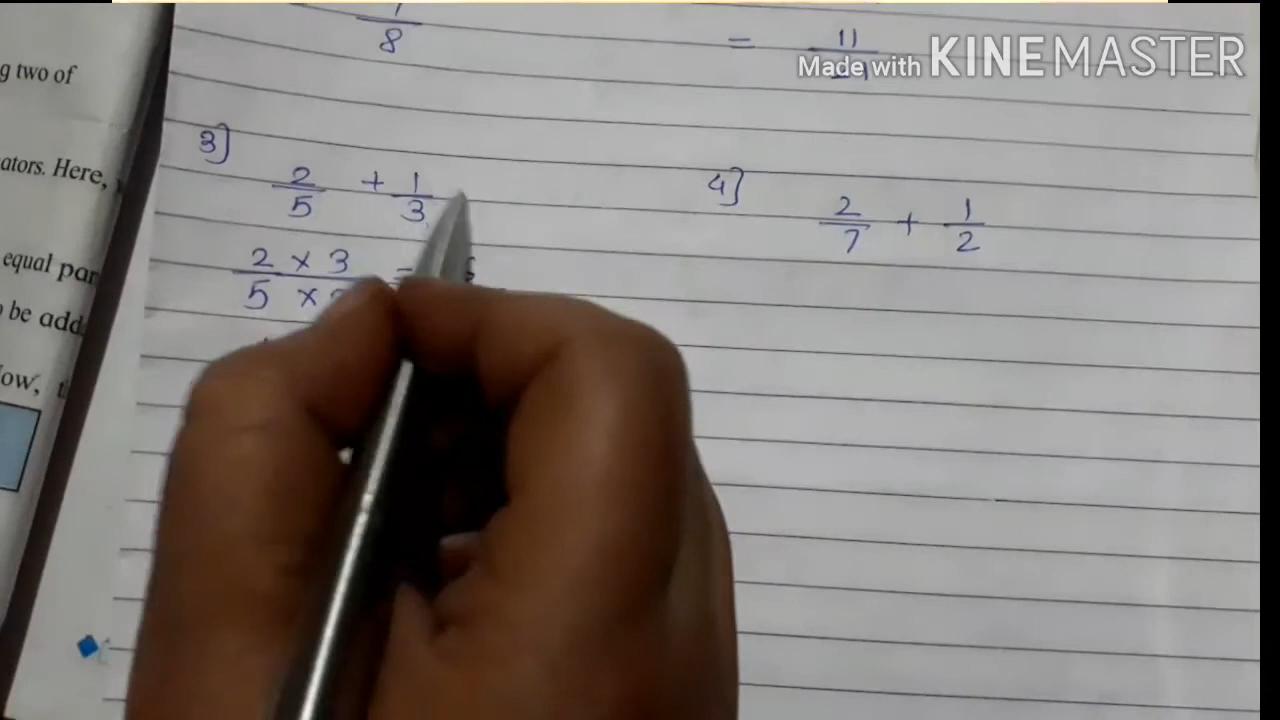 g two of
ators. Here,
equal par
be add
ow,
8
= 11
Made with KINEMASTER
3]
2/5 + 1/3
2 × 3
5 ×
=
4]
2/7 + 1/2